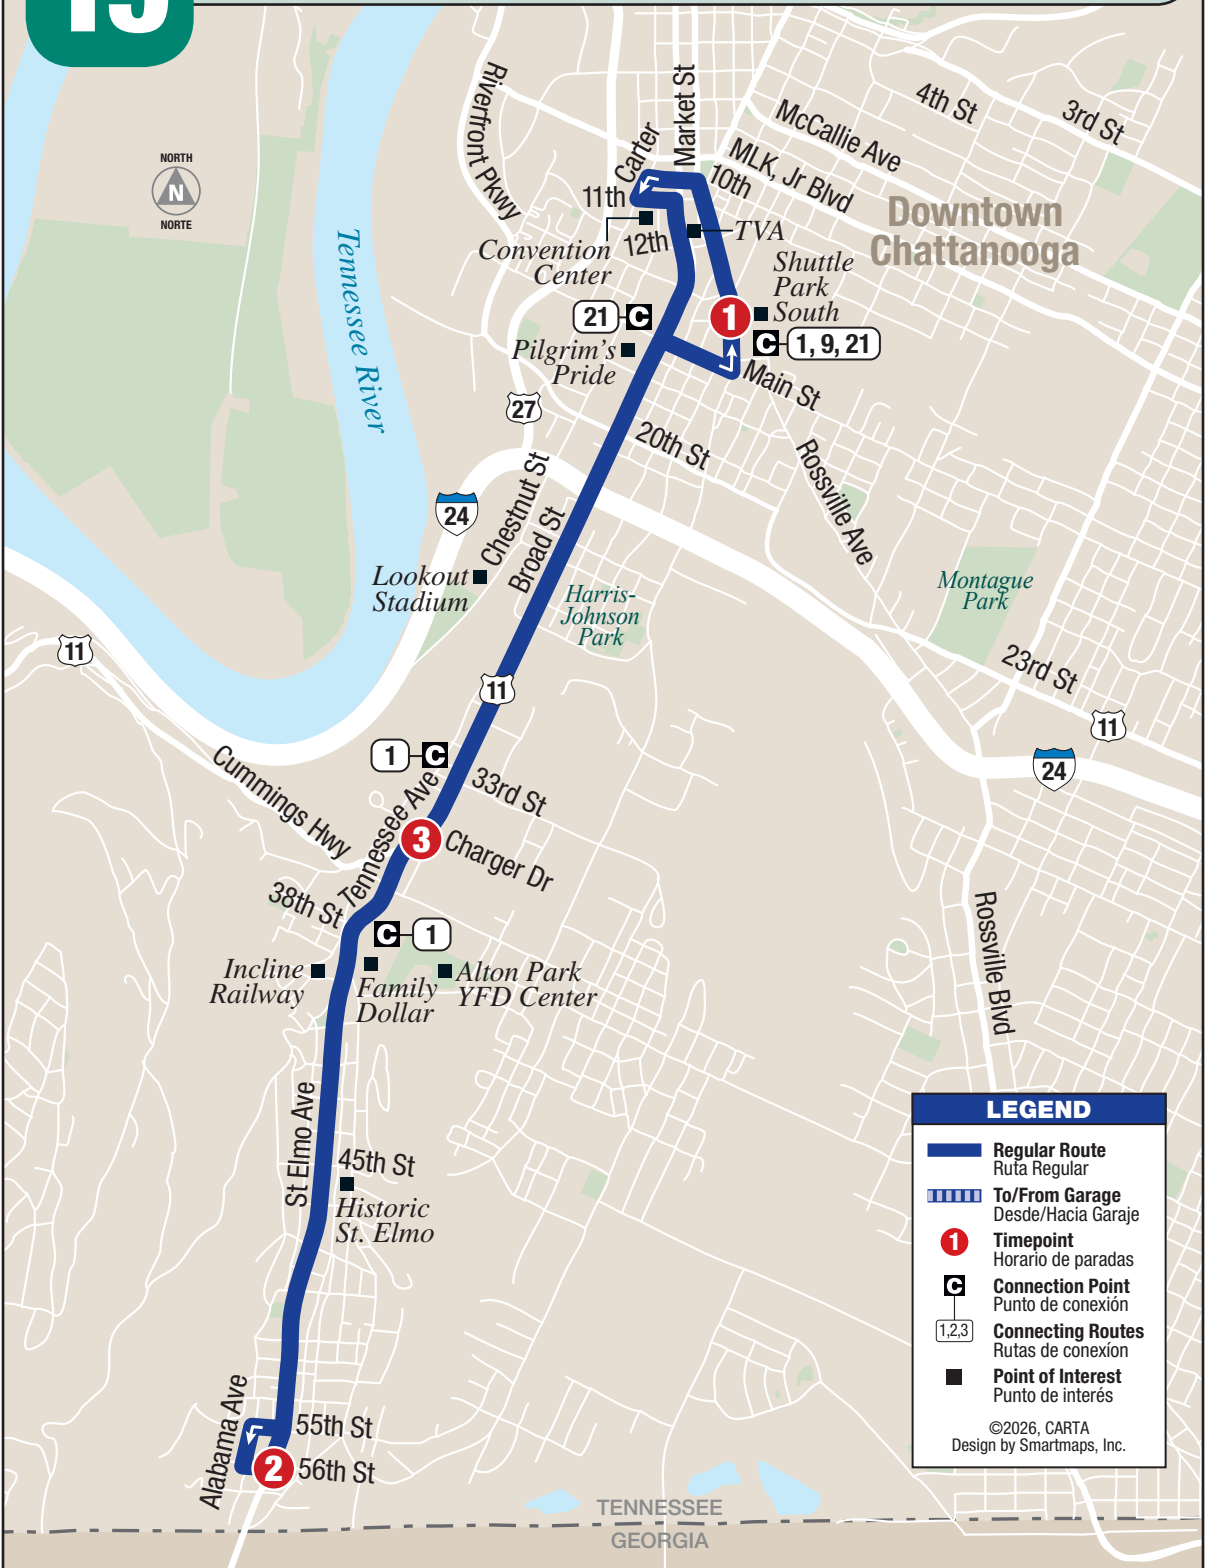 15
Riverfront Pkwy
Market St
4th St
3rd St
McCallie Ave
Carter
MLK, Jr Blvd
10th
NORTH
N
NORTE
11th
Downtown
Chattanooga
TVA
Convention
Center
12th
Tennessee River
Shuttle
Park
South
21
C
1
C
1, 9, 21
Pilgrim's
Pride
Main St
27
20th St
Rossville Ave
24
Chestnut St
Broad St
Lookout
Stadium
Harris-
Johnson
Park
Montague
Park
11
23rd St
11
11
24
1
C
33rd St
Cummings Hwy
Tennessee Ave
3
Charger Dr
38th St
C
1
Rossville Blvd
Incline
Railway
Family
Dollar
Alton Park
YFD Center
St Elmo Ave
45th St
Historic
St. Elmo
LEGEND
Regular Route
Ruta Regular
To/From Garage
Desde/Hacia Garaje
1
Timepoint
Horario de paradas
C
Connection Point
Punto de conexión
1,2,3
Connecting Routes
Rutas de conexíon
Point of Interest
Punto de interés
©2026, CARTA
Design by Smartmaps, Inc.
Alabama Ave
55th St
2
56th St
TENNESSEE
GEORGIA